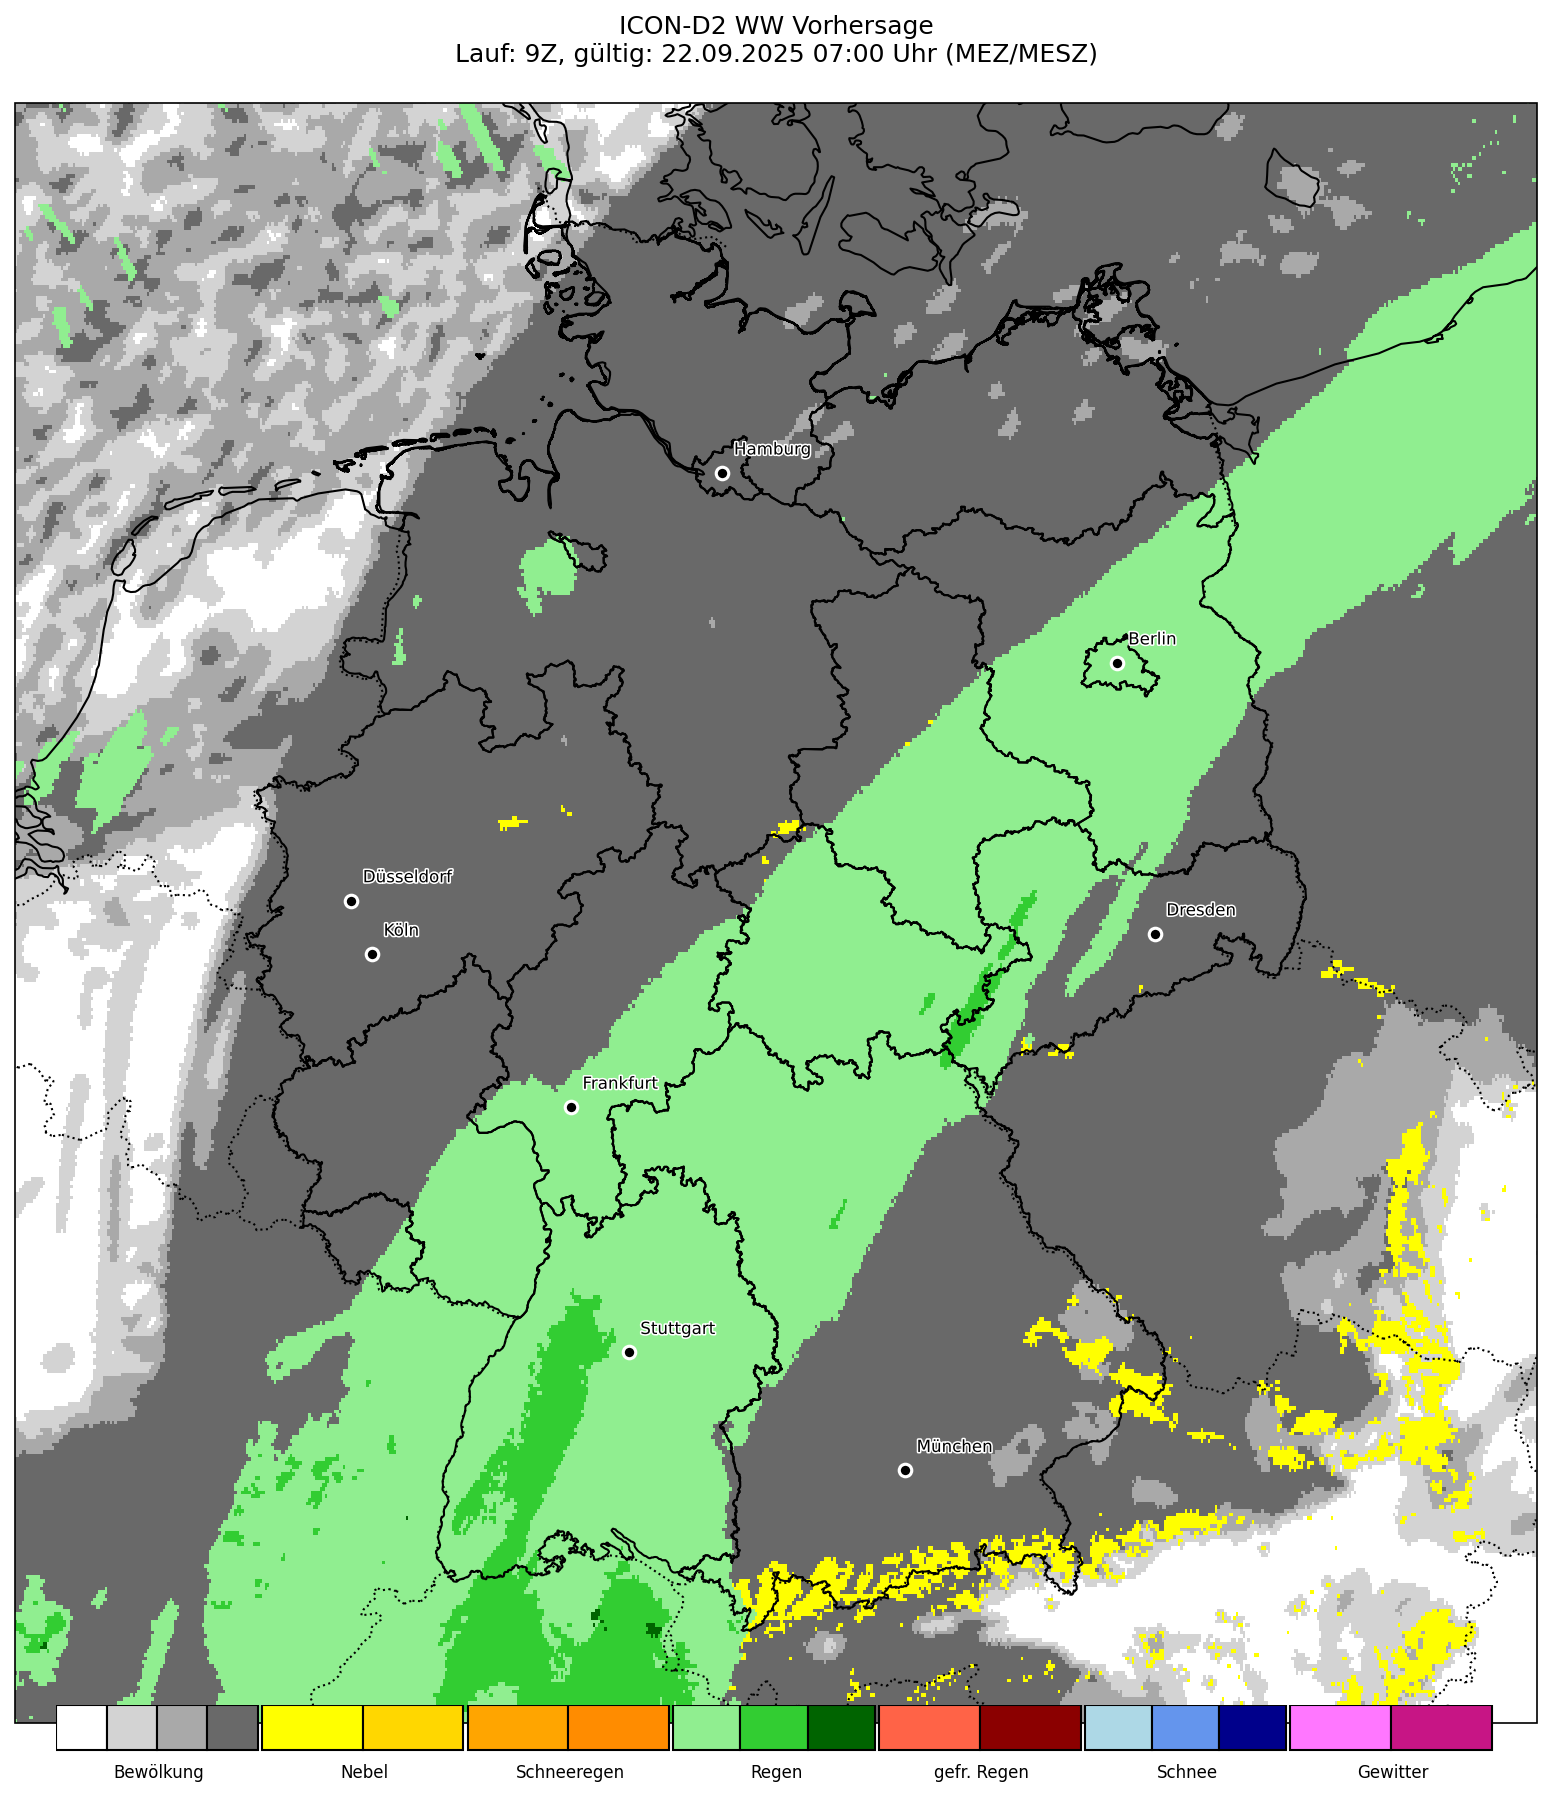 ICON-D2 WW Vorhersage
Lauf: 9Z, gültig: 22.09.2025 07:00 Uhr (MEZ/MESZ)
Hamburg
Berlin
Düsseldorf
Dresden
Köln
Frankfurt
Stuttgart
München
Bewölkung
Nebel
Schneeregen
Regen
gefr. Regen
Schnee
Gewitter